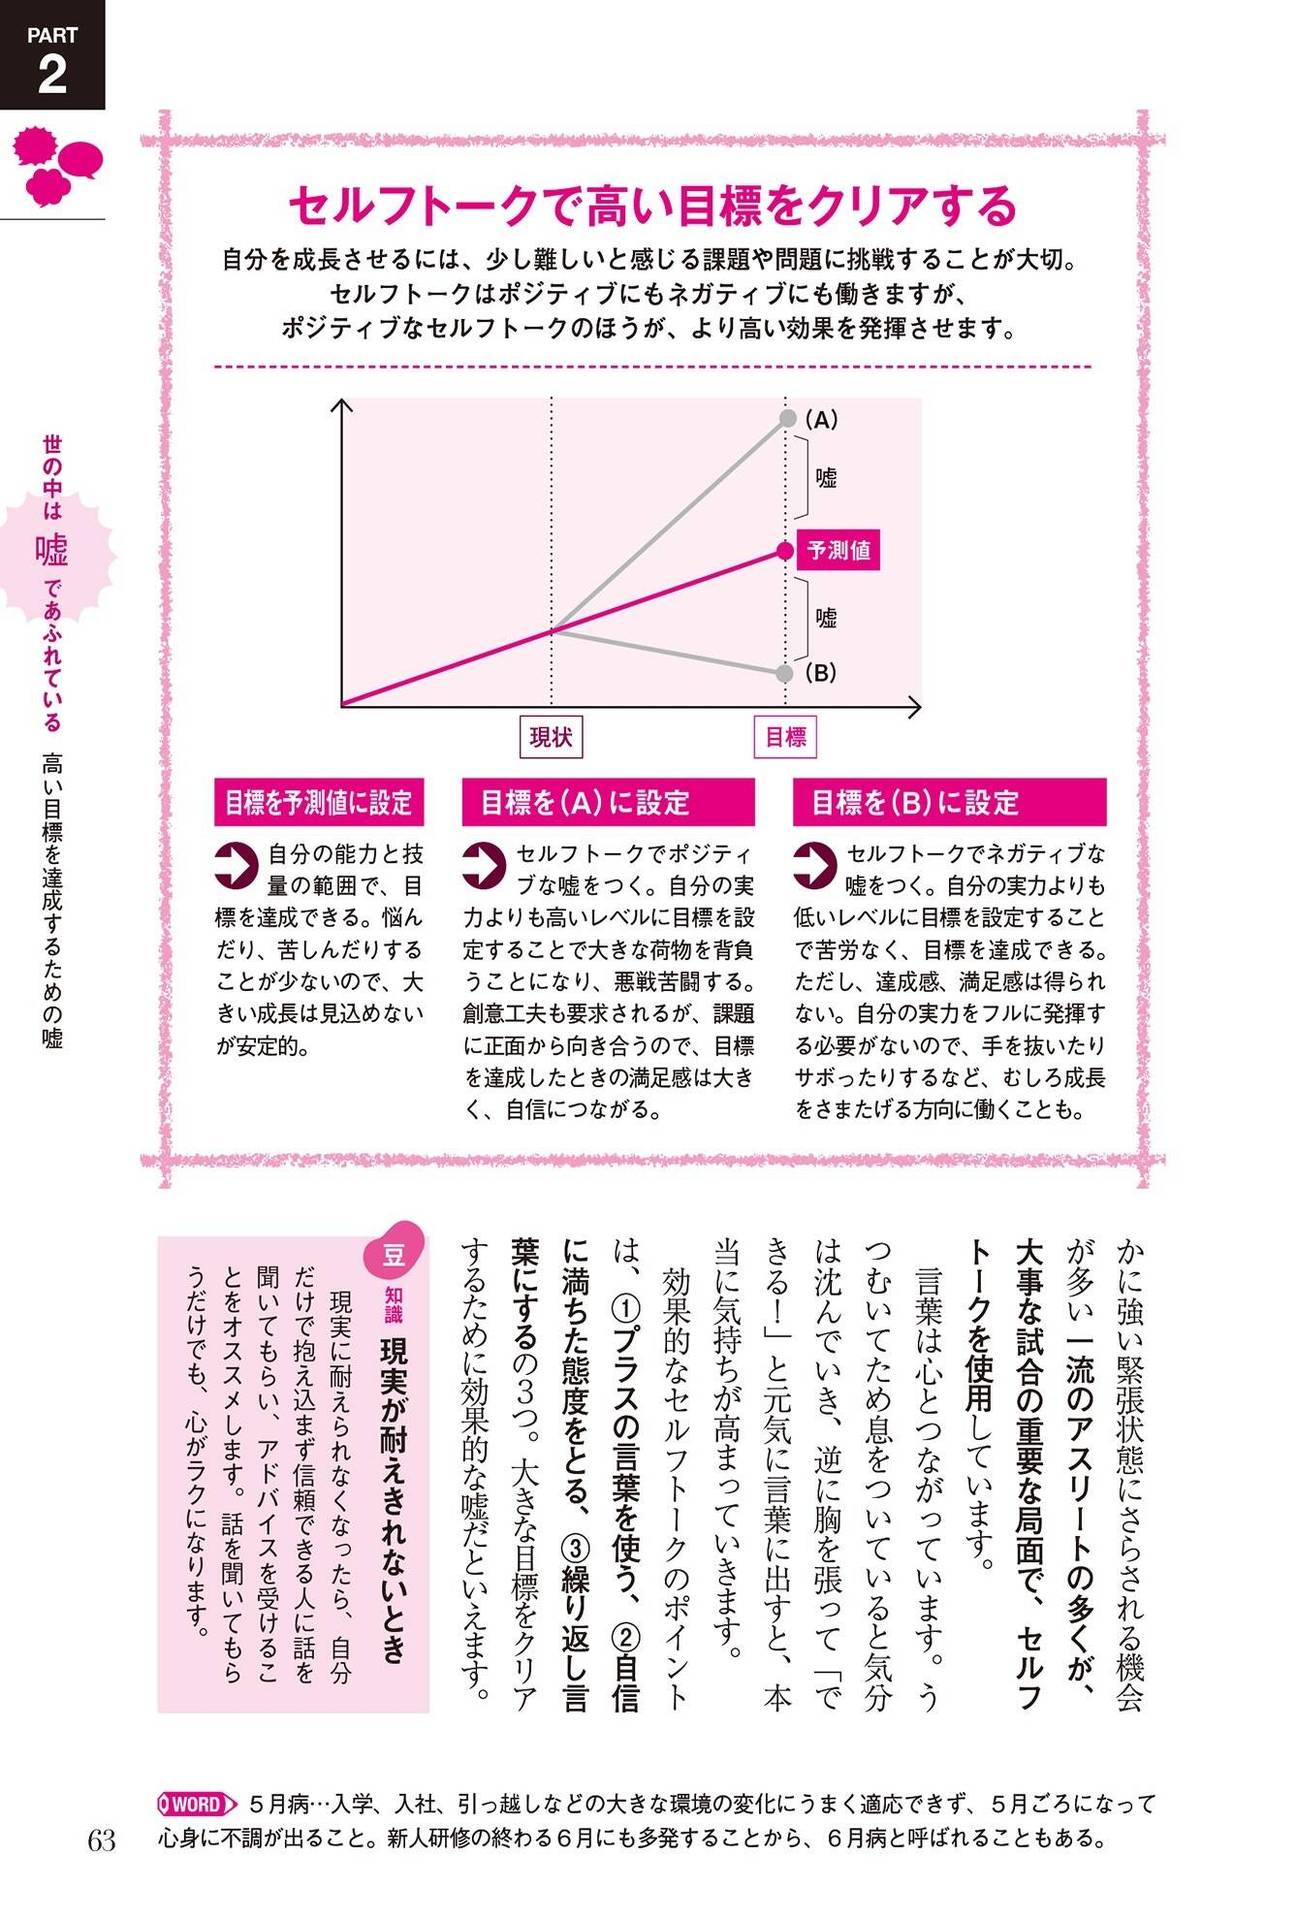 PART
2
世の中は嘘であふれている 高い目標を達成するための嘘
セルフトークで高い目標をクリアする
自分を成長させるには、少し難しいと感じる課題や問題に挑戦することが大切。
セルフトークはポジティブにもネガティブにも働きますが、
ポジティブなセルフトークのほうが、より高い効果を発揮させます。
(A)
嘘
予測値
嘘
(B)
現状
目標
目標を予測値に設定
自分の能力と技
量の範囲で、目
標を達成できる。悩ん
だり、苦しんだりする
ことが少ないので、大
きい成長は見込めない
が安定的。
目標を(A)に設定
セルフトークでポジティ
ブな嘘をつく。自分の実
力よりも高いレベルに目標を設
定することで大きな荷物を背負
うことになり、悪戦苦闘する。
創意工夫も要求されるが、課題
に正面から向き合うので、目標
を達成したときの満足感は大き
く、自信につながる。
目標を(B)に設定
セルフトークでネガティブな
嘘をつく。自分の実力よりも
低いレベルに目標を設定すること
で苦労なく、目標を達成できる。
ただし、達成感、満足感は得られ
ない。自分の実力をフルに発揮す
る必要がないので、手を抜いたり
サボったりするなど、むしろ成長
をさまたげる方向に働くことも。
かに強い緊張状態にさらされる機会
が多い一流のアスリートの多くが、
大事な試合の重要な局面で、セルフ
トークを使用しています。
言葉は心とつながっています。う
つむいてため息をついていると気分
は沈んでいき、逆に胸を張って「で
きる！」と元気に言葉に出すと、本
当に気持ちが高まっていきます。
効果的なセルフトークのポイント
は、①プラスの言葉を使う、②自信
に満ちた態度をとる、③繰り返し言
葉にするの３つ。大きな目標をクリア
するために効果的な嘘だといえます。
豆知識 現実が耐えきれないとき
現実に耐えられなくなったら、自分
だけで抱え込まず信頼できる人に話を
聞いてもらい、アドバイスを受けるこ
とをオススメします。話を聞いてもら
うだけでも、心がラクになります。
WORD 5月病…入学、入社、引っ越しなどの大きな環境の変化にうまく適応できず、5月ごろになって
心身に不調が出ること。新人研修の終わる6月にも多発することから、6月病と呼ばれることもある。
63